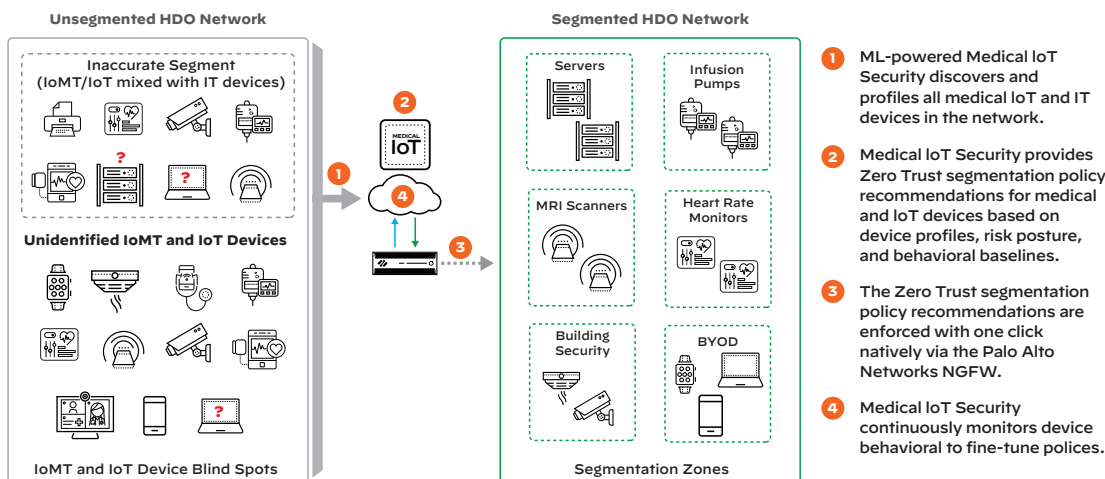 Unsegmented HDO Network
Inaccurate Segment
(IoMT/IoT mixed with IT devices)
?
?
Unidentified IoMT and IoT Devices
?
IoMT and IoT Device Blind Spots
1
2
MEDICAL
IoT
4
3
Segmented HDO Network
Servers
Infusion
Pumps
MRI Scanners
Heart Rate
Monitors
Building
Security
BYOD
Segmentation Zones
1
ML-powered Medical IoT
Security discovers and
profiles all medical IoT and IT
devices in the network.
2
Medical IoT Security provides
Zero Trust segmentation policy
recommendations for medical
and IoT devices based on
device profiles, risk posture,
and behavioral baselines.
3
The Zero Trust segmentation
policy recommendations are
enforced with one click
natively via the Palo Alto
Networks NGFW.
4
Medical IoT Security
continuously monitors device
behavioral to fine-tune polices.